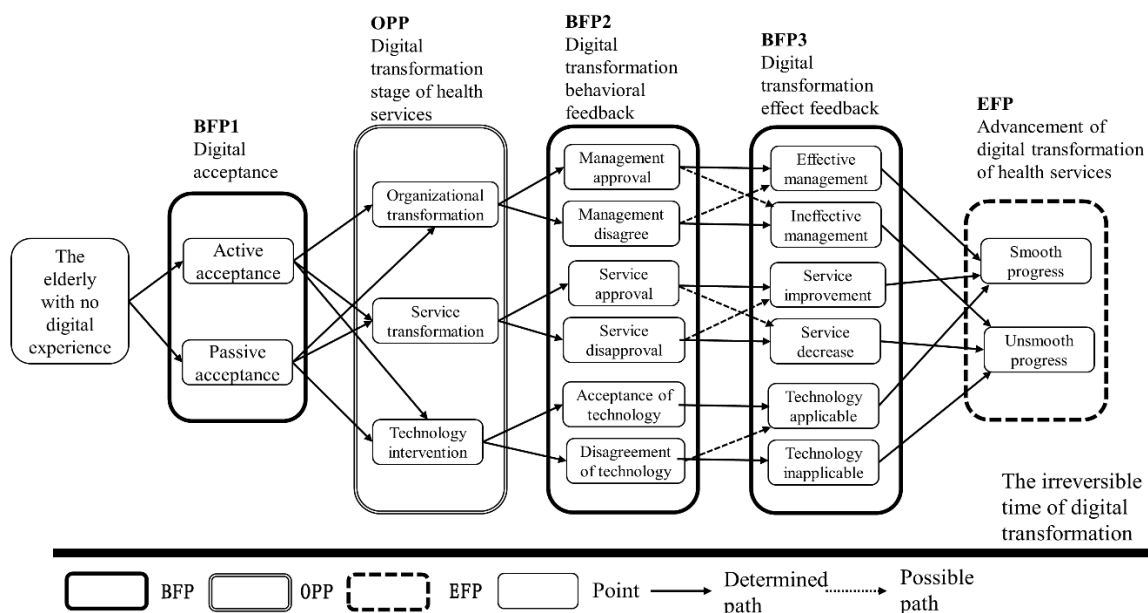 The
elderly
with no
digital
experience
BFP1
Digital
acceptance
Active
acceptance
Passive
acceptance
OPP
Digital
transformation
stage of health
services
Organizational
transformation
Service
transformation
Technology
intervention
BFP2
Digital
transformation
behavioral
feedback
Management
approval
Management
disagree
Service
approval
Service
disapproval
Acceptance of
technology
Disagreement
of technology
BFP3
Digital
transformation
effect feedback
Effective
management
Ineffective
management
Service
improvement
Service
decrease
Technology
applicable
Technology
inapplicable
EFP
Advancement of
digital transformation
of health services
Smooth
progress
Unsmooth
progress
The irreversible
time of digital
transformation
BFP
OPP
EFP
Point
Determined
path
Possible
path